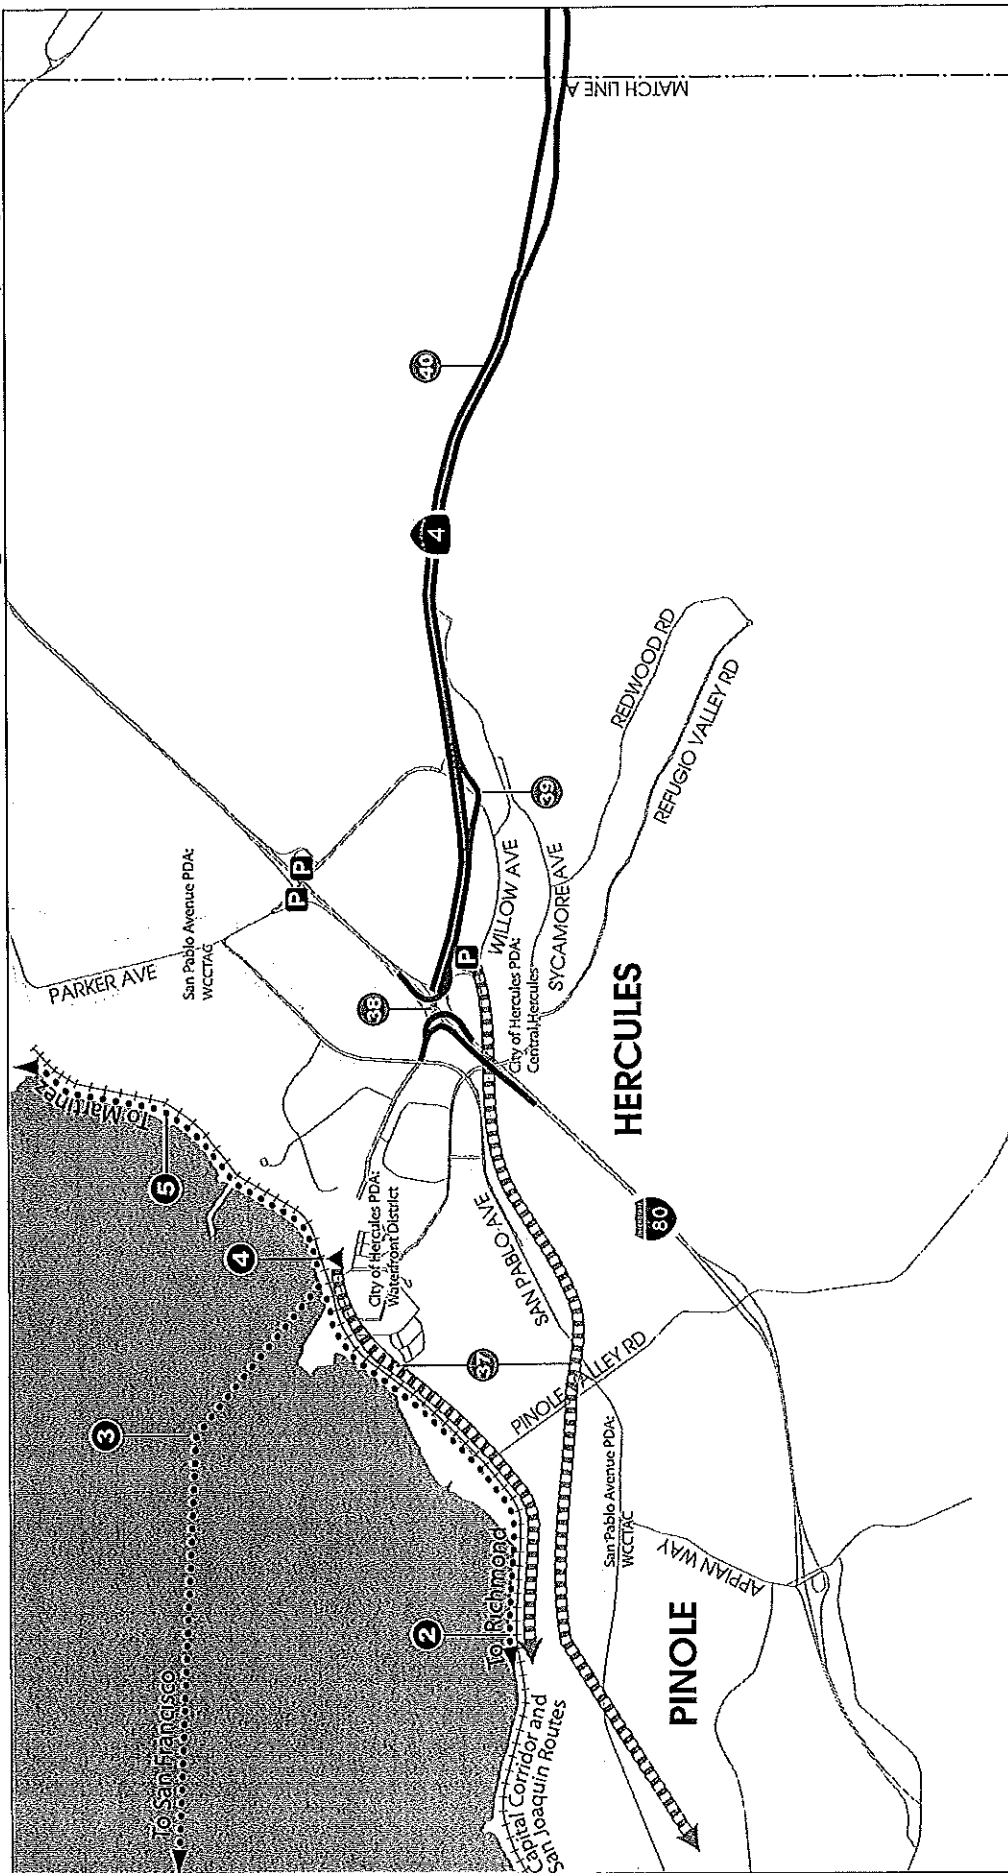 MATCH LINE A
40
4
REDWOOD RD
REFUGIO VALLEY RD
39
WILLOW AVE
SYCAMORE AVE
P
P
P
San Pablo Avenue PDA:
WCCTAC
PARKER AVE
38
City of Hercules PDA:
Central Hercules
HERCULES
To Martinez
5
4
City of Hercules PDA:
Waterfront District
SAN PABLO AVE
80
37
PINOLE VALLEY RD
3
San Pablo Avenue PDA:
WCCTAC
APPIAN WAY
PINOLE
2
To Richmond
To San Francisco
Capital Corridor and
San Joaquin Routes